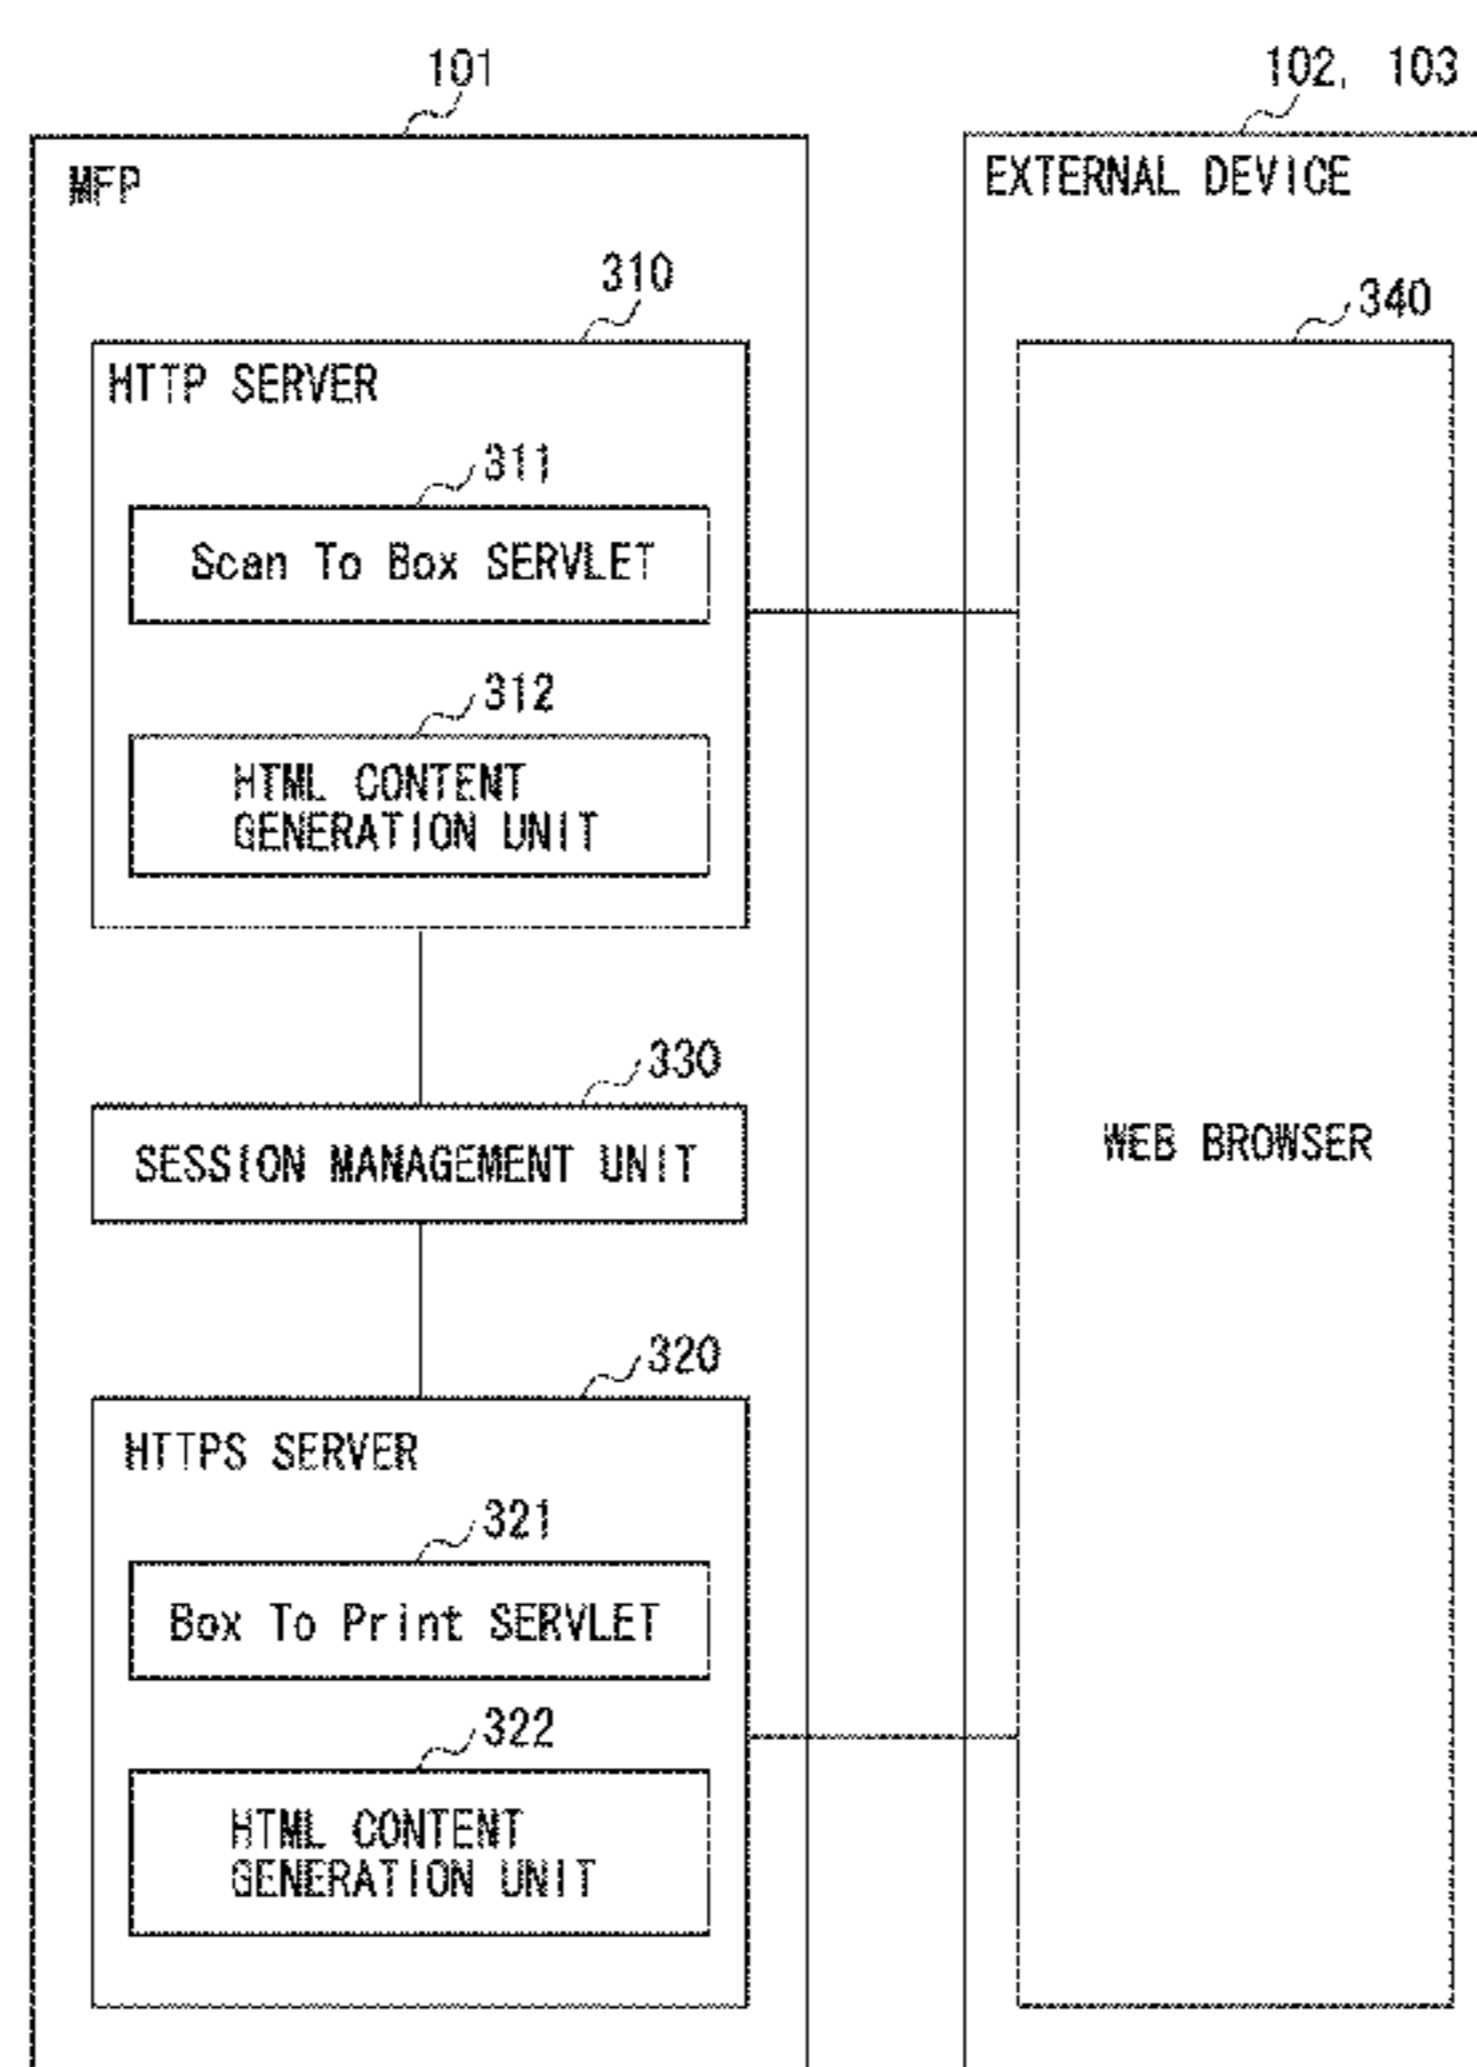 101
102, 103
MFP
EXTERNAL DEVICE
310
340
HTTP SERVER
311
Scan To Box SERVLET
312
HTML CONTENT
GENERATION UNIT
330
SESSION MANAGEMENT UNIT
WEB BROWSER
320
HTTPS SERVER
321
Box To Print SERVLET
322
HTML CONTENT
GENERATION UNIT